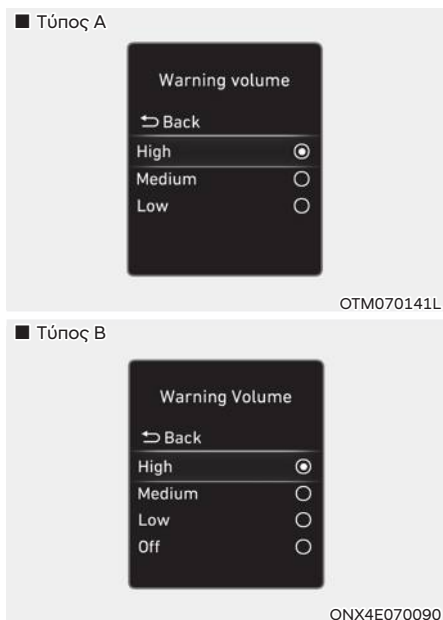 ■ Τύπος A
Warning volume
⮌ Back
High
Medium
Low
OTM070141L
■ Τύπος B
Warning Volume
⮌ Back
High
Medium
Low
Off
ONX4E070090